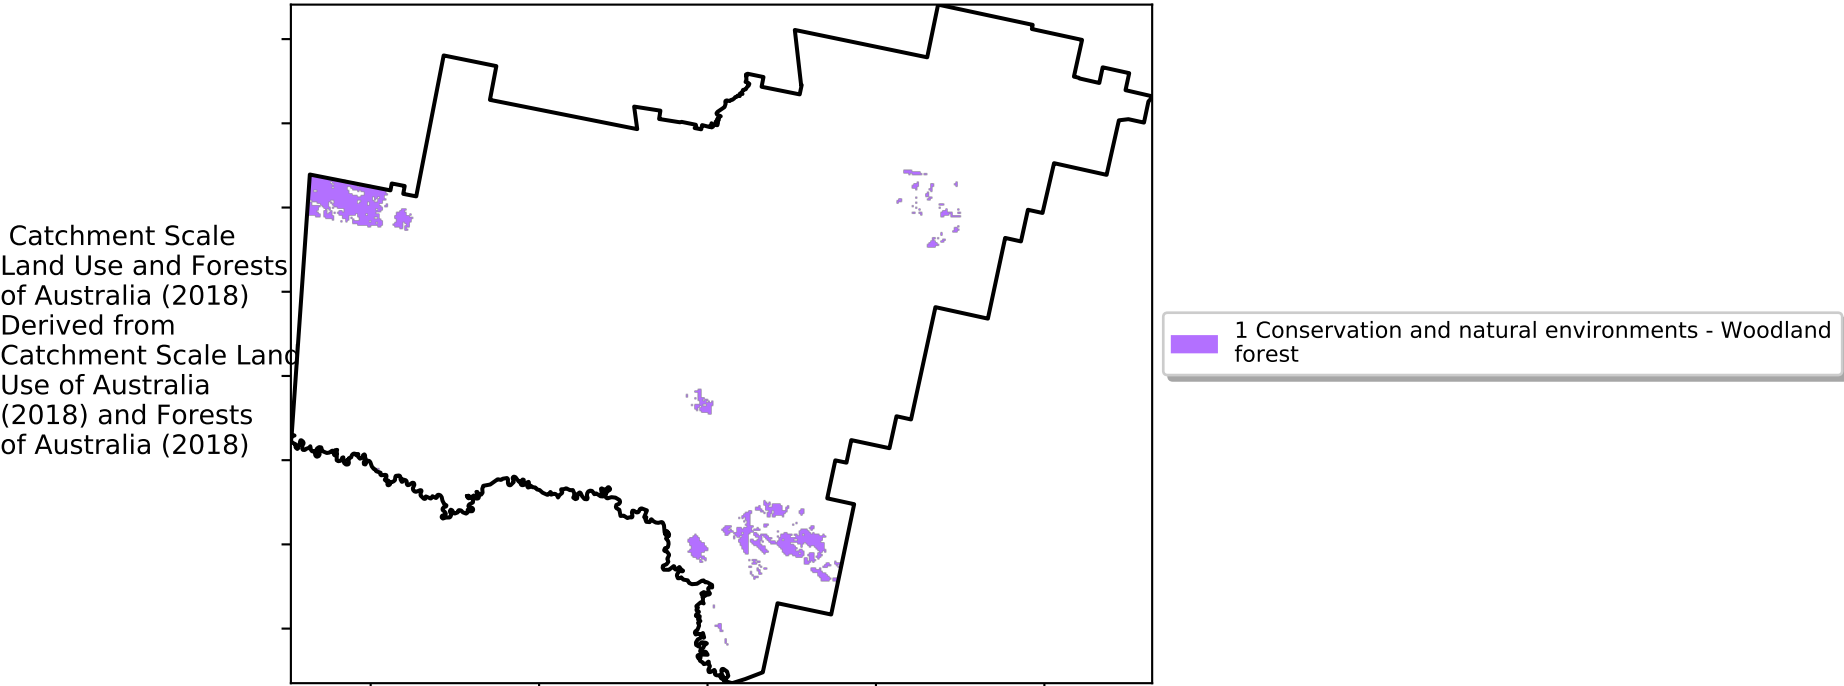 Catchment Scale
Land Use and Forests
of Australia (2018)
Derived from
Catchment Scale Land
Use of Australia
(2018) and Forests
of Australia (2018)
1 Conservation and natural environments - Woodland
forest